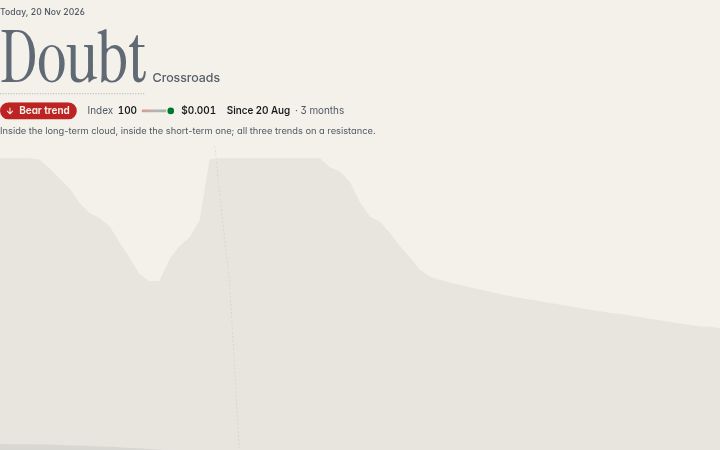 Today, 20 Nov 2026
Doubt Crossroads
↓ Bear trend Index 100 $0.001 Since 20 Aug · 3 months
Inside the long-term cloud, inside the short-term one; all three trends on a resistance.